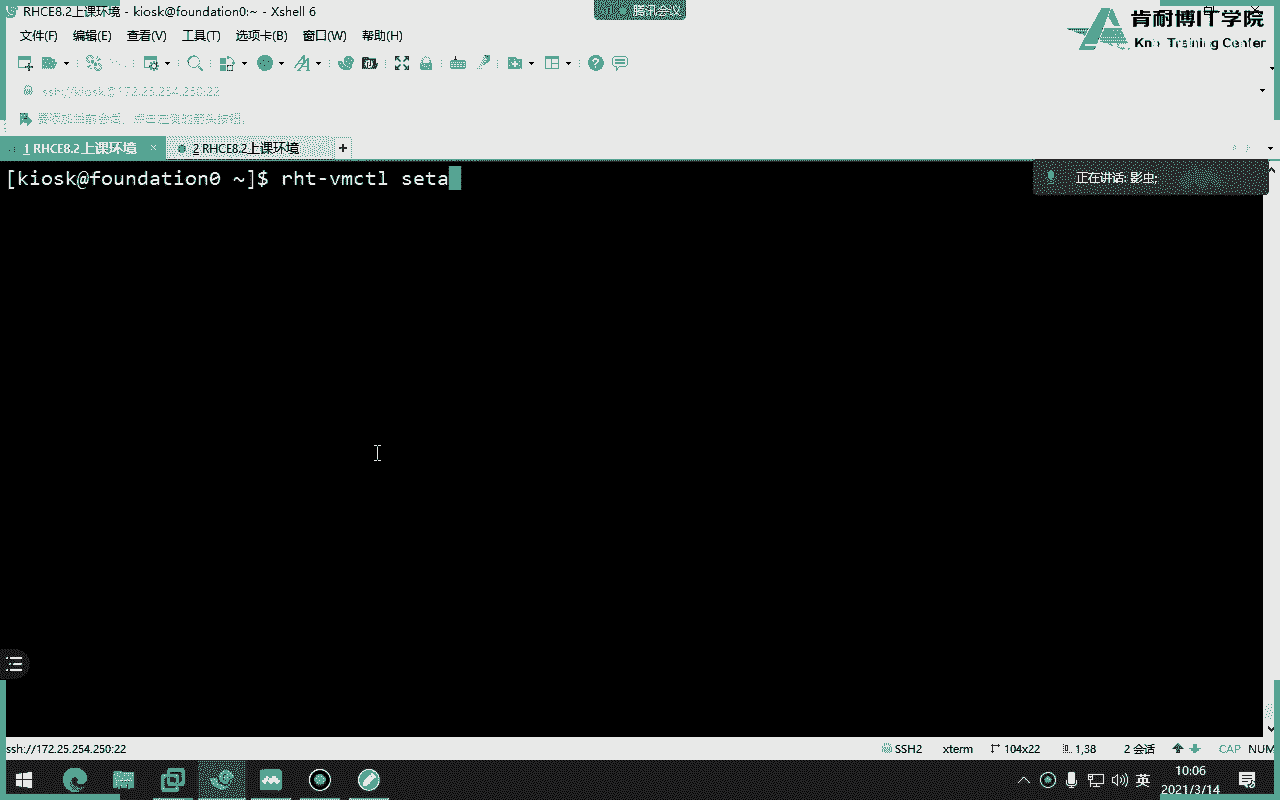 RHCE8.2上课环境 - kiosk@foundation0:~ - Xshell 6
腾讯会议
肯耐博IT学院
Training Center
文件(F) 编辑(E) 查看(V) 工具(T) 选项卡(B) 窗口(W) 帮助(H)
ssh://kiosk@172.25.254.250:22
要添加当前会话，点击左侧的箭头按钮。
1 RHCE8.2上课环境 × 2 RHCE8.2上课环境 +
[kiosk@foundation0 ~]$ rht-vmctl seta
正在讲话: 影虫;
ssh://172.25.254.250:22 SSH2 xterm 104x22 1,38 2 会话 CAP NUM
英 10:06
2021/3/14